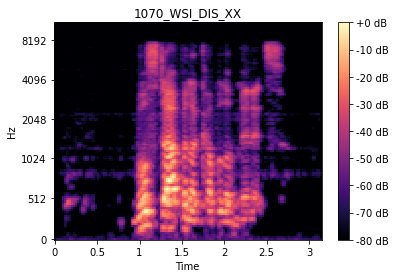 1070_WSI_DIS_XX
+0 dB
8192
-10 dB
4096
-20 dB
-30 dB
2048
Hz
-40 dB
1024
-50 dB
512
-60 dB
-70 dB
0
-80 dB
0 0.5 1 1.5 2 2.5 3
Time